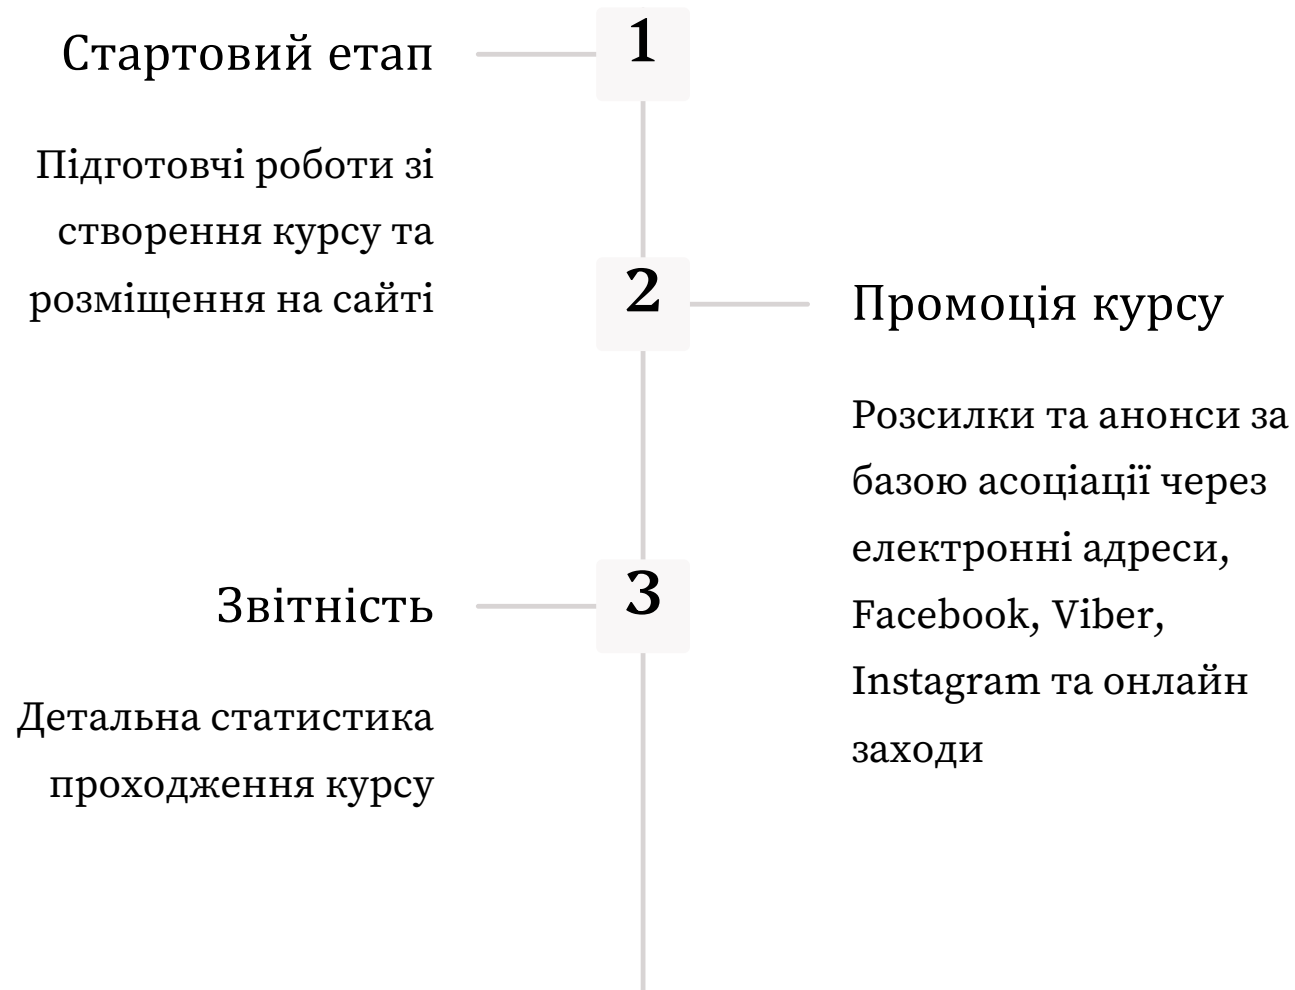 1
Стартовий етап
Підготовчі роботи зі
створення курсу та
розміщення на сайті
2
Промоція курсу
Розсилки та анонси за
базою асоціації через
електронні адреси,
Facebook, Viber,
Instagram та онлайн
заходи
3
Звітність
Детальна статистика
проходження курсу